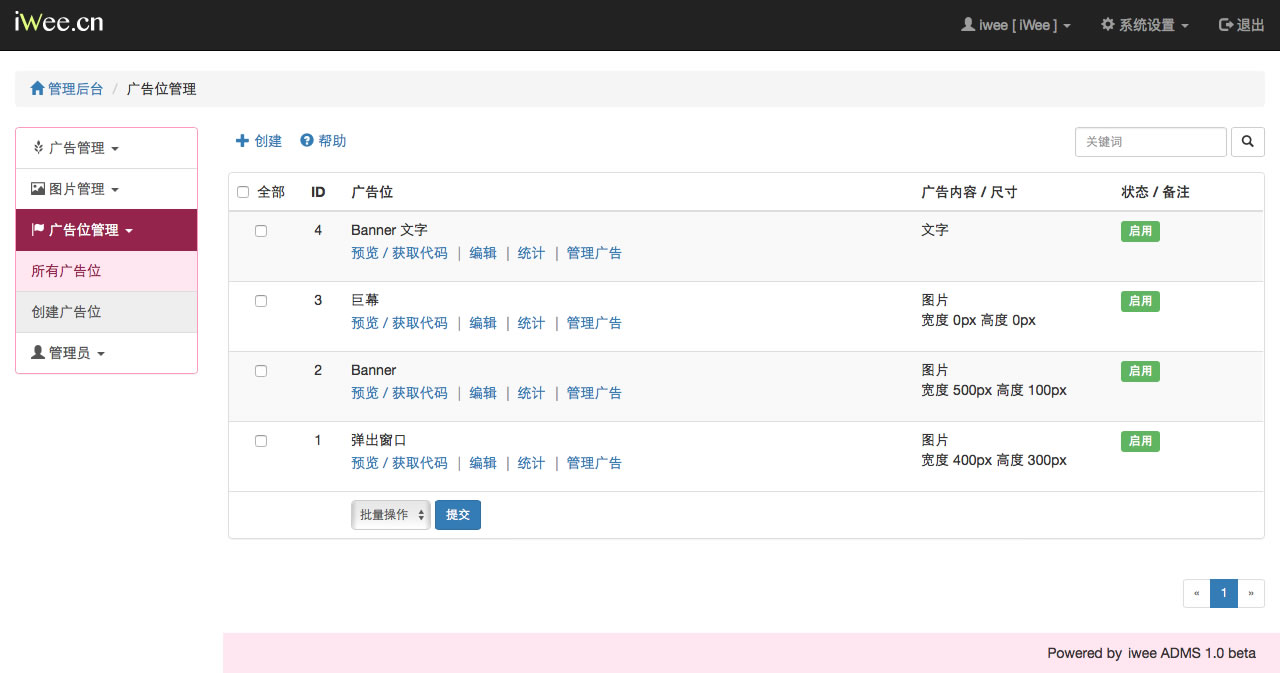 iWee.cn
iwee [ iWee ] 系统设置 退出
管理后台 / 广告位管理
广告管理
图片管理
广告位管理
所有广告位
创建广告位
管理员
创建 帮助
关键词
全部 ID 广告位 广告内容 / 尺寸 状态 / 备注
4 Banner 文字 文字 启用
预览 / 获取代码 | 编辑 | 统计 | 管理广告
3 巨幕 图片 启用
预览 / 获取代码 | 编辑 | 统计 | 管理广告 宽度 0px 高度 0px
2 Banner 图片 启用
预览 / 获取代码 | 编辑 | 统计 | 管理广告 宽度 500px 高度 100px
1 弹出窗口 图片 启用
预览 / 获取代码 | 编辑 | 统计 | 管理广告 宽度 400px 高度 300px
批量操作 提交
« 1 »
Powered by iwee ADMS 1.0 beta